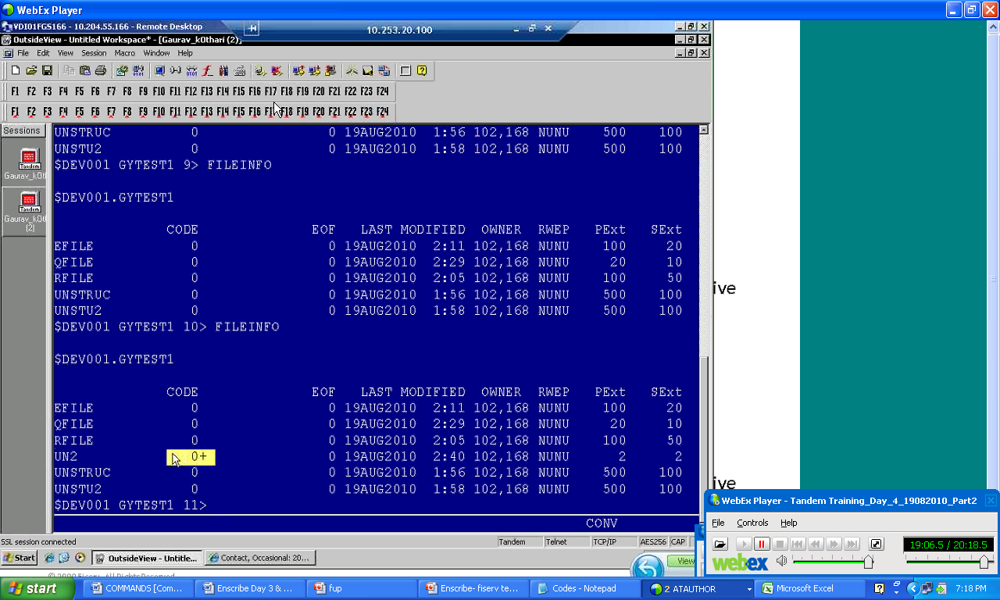 WebEx Player
VD101FGS166 - 10.204.55.166 - Remote Desktop
10.253.20.100
OutsideView - Untitled Workspace* - [Gaurav_kOthari (2)
File Edit View Session Macro Window Help
F1 F2 F3 F4 F5 F6 F7 F8 F9 F10 F11 F12 F13 F14 F15 F16 F17 F18 F19 F20 F21 F22 F23 F24
F1 F2 F3 F4 F5 F6 F7 F8 F9 F10 F11 F12 F13 F14 F15 F16 F17 F18 F19 F20 F21 F22 F23 F24
Sessions
Tandem
Gaurav_kOt
Tandem
Gaurav_kOt
UNSTRUC 0 0 19AUG2010 1:56 102,168 NUNU 500 100
UNSTU2 0 0 19AUG2010 1:58 102,168 NUNU 500 100
$DEV001 GYTEST1 9> FILEINFO
$DEV001.GYTEST1
CODE EOF LAST MODIFIED OWNER RWEP PExt SExt
EFILE 0 0 19AUG2010 2:11 102,168 NUNU 100 20
QFILE 0 0 19AUG2010 2:29 102,168 NUNU 20 10
RFILE 0 0 19AUG2010 2:05 102,168 NUNU 100 50
UNSTRUC 0 0 19AUG2010 1:56 102,168 NUNU 500 100
UNSTU2 0 0 19AUG2010 1:58 102,168 NUNU 500 100
$DEV001 GYTEST1 10> FILEINFO
$DEV001.GYTEST1
CODE EOF LAST MODIFIED OWNER RWEP PExt SExt
EFILE 0 0 19AUG2010 2:11 102,168 NUNU 100 20
QFILE 0 0 19AUG2010 2:29 102,168 NUNU 20 10
RFILE 0 0 19AUG2010 2:05 102,168 NUNU 100 50
UN2 0+ 0 19AUG2010 2:40 102,168 NUNU 2 2
UNSTRUC 0 0 19AUG2010 1:56 102,168 NUNU 500 100
UNSTU2 0 0 19AUG2010 1:58 102,168 NUNU 500 100
$DEV001 GYTEST1 11>
CONV
ive
ive
SSL session connected Tandem Telnet TCP/IP AES256 CAP
Start OutsideView - Untitle... Contact, Occasional: 20...
View
WebEx Player - Tandem Training_Day_4_19082010_Part2
File Controls Help
19:06.5 / 20:18.5
webex
start COMMANDS [Com... Enscribe Day 3 & ... fup Enscribe- fiserv te... Codes - Notepad 2 ATAUTHOR Microsoft Excel 7:18 PM